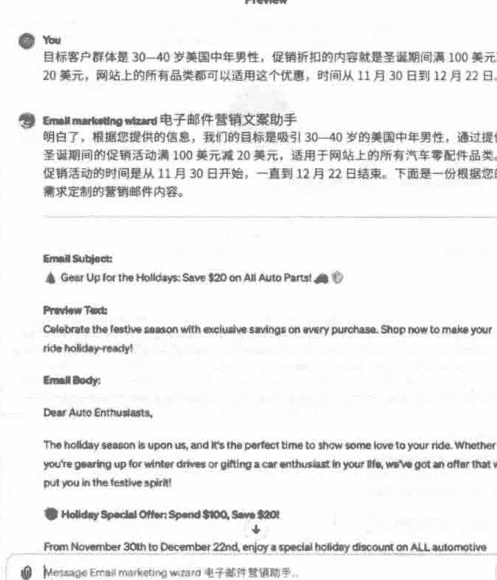 Preview
You
目标客户群体是 30—40 岁美国中年男性，促销折扣的内容就是圣诞期间满 100 美元
20 美元，网站上的所有品类都可以适用这个优惠，时间从 11 月 30 日到 12 月 22 日。
Email marketing wizard 电子邮件营销文案助手
明白了，根据您提供的信息，我们的目标是吸引 30—40 岁的美国中年男性，通过提
圣诞期间的促销活动满 100 美元减 20 美元，适用于网站上的所有汽车零配件品类。
促销活动的时间是从 11 月 30 日开始，一直到 12 月 22 日结束。下面是一份根据您
需求定制的营销邮件内容。
Email Subject:
Gear Up for the Holidays: Save $20 on All Auto Parts!
Preview Text:
Celebrate the festive season with exclusive savings on every purchase. Shop now to make your
ride holiday-ready!
Email Body:
Dear Auto Enthusiasts,
The holiday season is upon us, and it's the perfect time to show some love to your ride. Whether
you're gearing up for winter drives or gifting a car enthusiast in your life, we've got an offer that
put you in the festive spirit!
Holiday Special Offer: Spend $100, Save $20!
From November 30th to December 22nd, enjoy a special holiday discount on ALL automotive
Message Email marketing wizard 电子邮件营销助手...